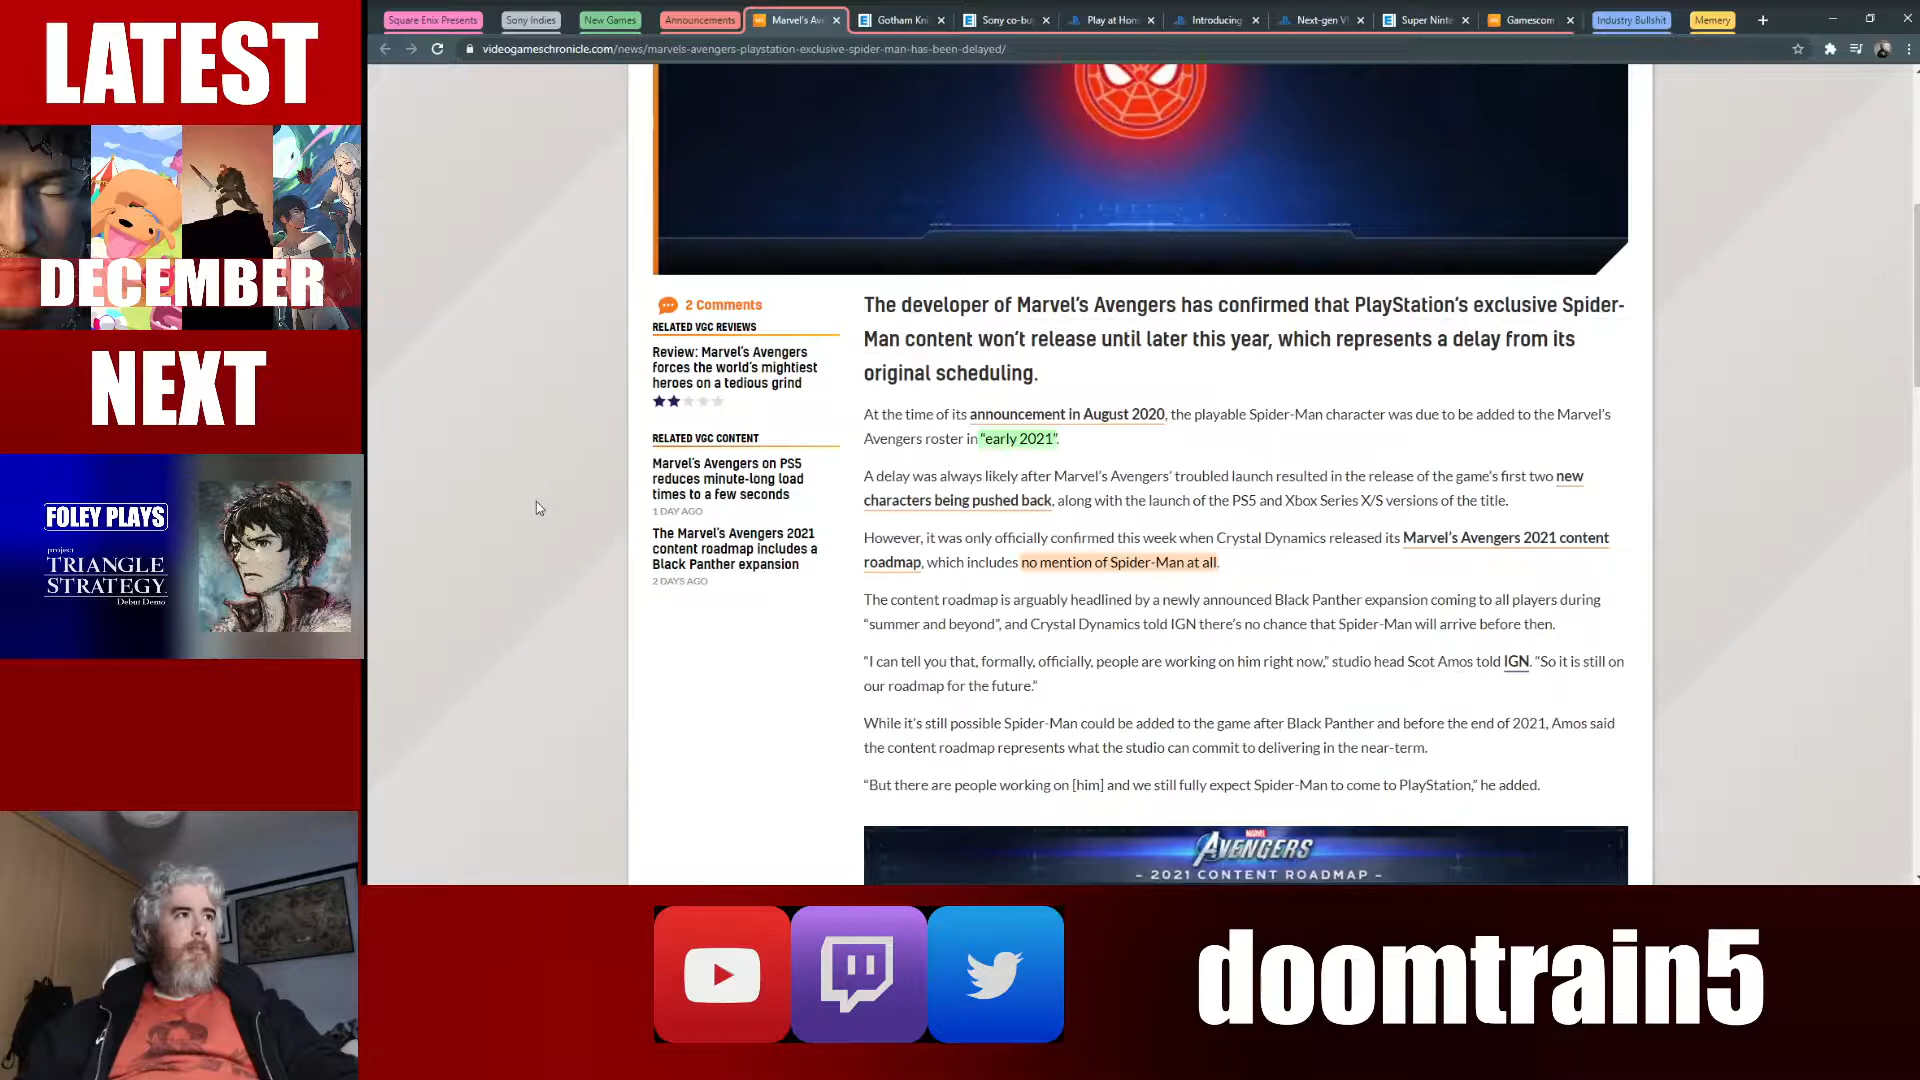 LATEST
DECEMBER
NEXT
FOLEY PLAYS
project
TRIANGLE
STRATEGY
Debut Demo
Square Enix Presents
Sony Indies
New Games
Announcements
Marvel's Ave
Gotham Kni
Sony co-bu
Play at Hom
Introducing
Next-gen V
Super Ninte
Gamescom
Industry Bullshit
Memery
videogameschronicle.com/news/marvels-avengers-playstation-exclusive-spider-man-has-been-delayed/
2 Comments
RELATED VGC REVIEWS
Review: Marvel's Avengers
forces the world's mightiest
heroes on a tedious grind
RELATED VGC CONTENT
Marvel's Avengers on PS5
reduces minute-long load
times to a few seconds
1 DAY AGO
The Marvel's Avengers 2021
content roadmap includes a
Black Panther expansion
2 DAYS AGO
The developer of Marvel's Avengers has confirmed that PlayStation's exclusive Spider-
Man content won't release until later this year, which represents a delay from its
original scheduling.
At the time of its announcement in August 2020, the playable Spider-Man character was due to be added to the Marvel's
Avengers roster in “early 2021”.
A delay was always likely after Marvel's Avengers' troubled launch resulted in the release of the game's first two new
characters being pushed back, along with the launch of the PS5 and Xbox Series X/S versions of the title.
However, it was only officially confirmed this week when Crystal Dynamics released its Marvel's Avengers 2021 content
roadmap, which includes no mention of Spider-Man at all.
The content roadmap is arguably headlined by a newly announced Black Panther expansion coming to all players during
“summer and beyond”, and Crystal Dynamics told IGN there's no chance that Spider-Man will arrive before then.
“I can tell you that, formally, officially, people are working on him right now,” studio head Scot Amos told IGN. “So it is still on
our roadmap for the future.”
While it's still possible Spider-Man could be added to the game after Black Panther and before the end of 2021, Amos said
the content roadmap represents what the studio can commit to delivering in the near-term.
“But there are people working on [him] and we still fully expect Spider-Man to come to PlayStation,” he added.
MARVEL
AVENGERS
- 2021 CONTENT ROADMAP -
doomtrain5